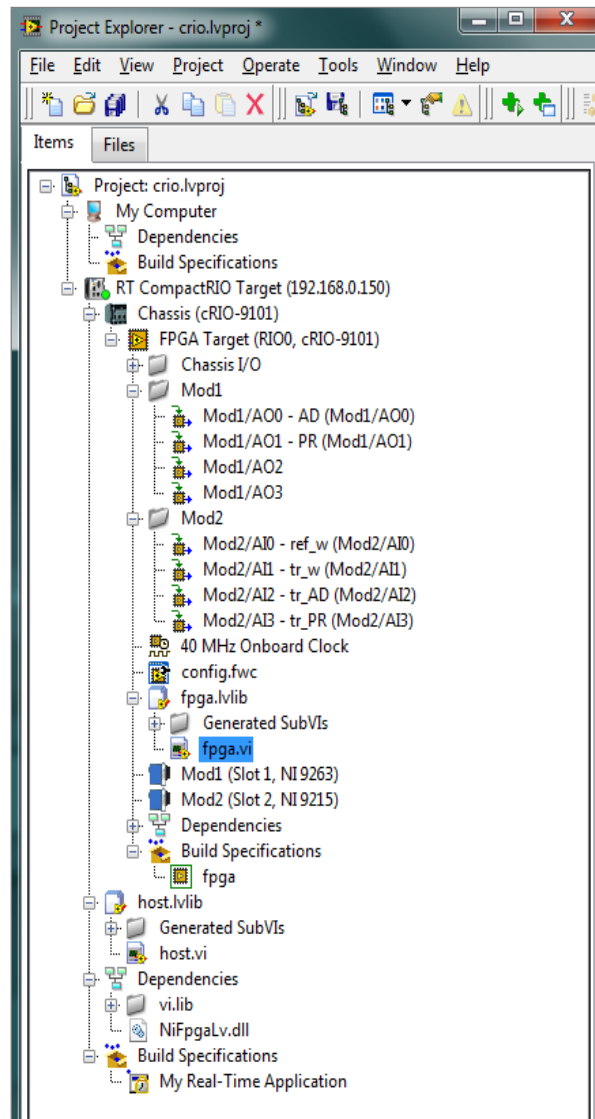 Project Explorer - crio.lvproj *
File Edit View Project Operate Tools Window Help
Items Files
Project: crio.lvproj
My Computer
Dependencies
Build Specifications
RT CompactRIO Target (192.168.0.150)
Chassis (cRIO-9101)
FPGA Target (RIO0, cRIO-9101)
Chassis I/O
Mod1
Mod1/AO0 - AD (Mod1/AO0)
Mod1/AO1 - PR (Mod1/AO1)
Mod1/AO2
Mod1/AO3
Mod2
Mod2/AI0 - ref_w (Mod2/AI0)
Mod2/AI1 - tr_w (Mod2/AI1)
Mod2/AI2 - tr_AD (Mod2/AI2)
Mod2/AI3 - tr_PR (Mod2/AI3)
40 MHz Onboard Clock
config.fwc
fpga.lvlib
Generated SubVIs
fpga.vi
Mod1 (Slot 1, NI 9263)
Mod2 (Slot 2, NI 9215)
Dependencies
Build Specifications
fpga
host.lvlib
Generated SubVIs
host.vi
Dependencies
vi.lib
NiFpgaLv.dll
Build Specifications
My Real-Time Application